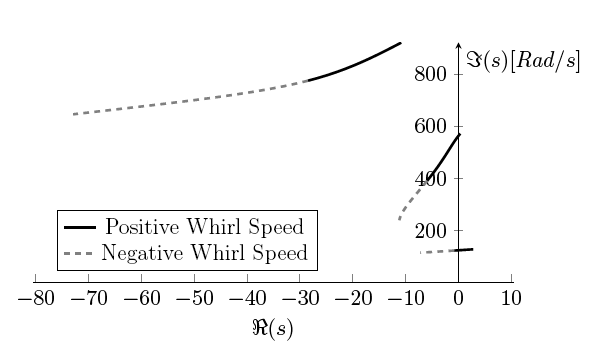 ℑ(s)[Rad/s]
800
600
400
200
Positive Whirl Speed
Negative Whirl Speed
−80 −70 −60 −50 −40 −30 −20 −10 0 10
ℜ(s)